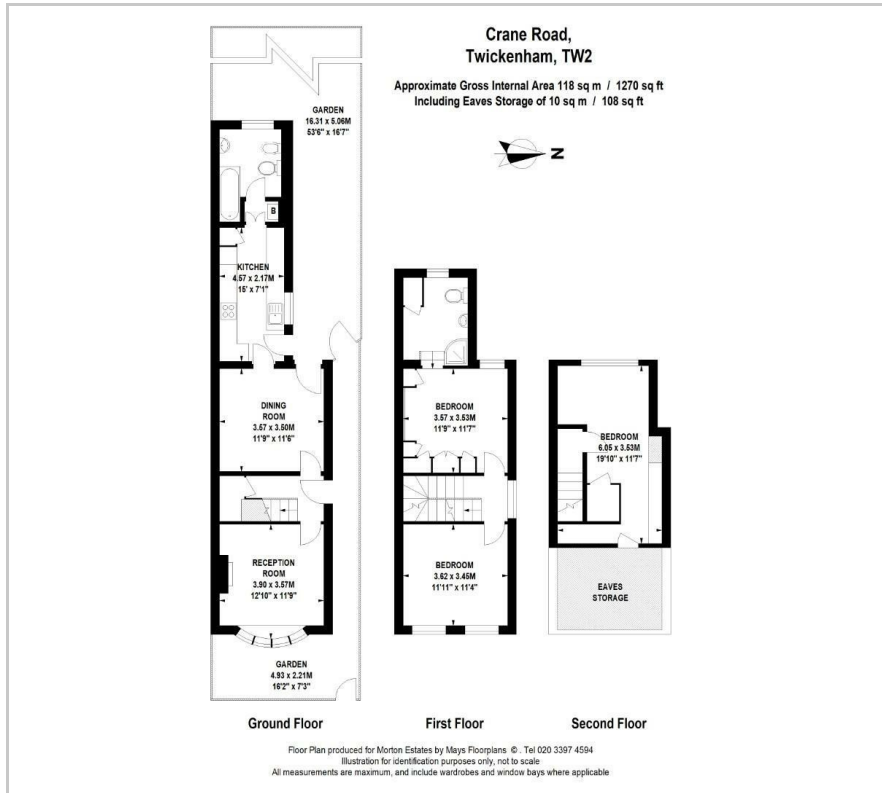 Crane Road,
Twickenham, TW2
Approximate Gross Internal Area 118 sq m / 1270 sq ft
Including Eaves Storage of 10 sq m / 108 sq ft
N
GARDEN
16.31 x 5.06M
53'6" x 16'7"
B
KITCHEN
4.57 x 2.17M
15' x 7'1"
DINING
ROOM
3.57 x 3.50M
11'9" x 11'6"
RECEPTION
ROOM
3.90 x 3.57M
12'10" x 11'9"
GARDEN
4.93 x 2.21M
16'2" x 7'3"
BEDROOM
3.57 x 3.53M
11'9" x 11'7"
BEDROOM
3.62 x 3.45M
11'11" x 11'4"
BEDROOM
6.05 x 3.53M
19'10" x 11'7"
EAVES
STORAGE
Ground Floor
First Floor
Second Floor
Floor Plan produced for Morton Estates by Mays Floorplans © . Tel 020 3397 4594
Illustration for identification purposes only, not to scale
All measurements are maximum, and include wardrobes and window bays where applicable